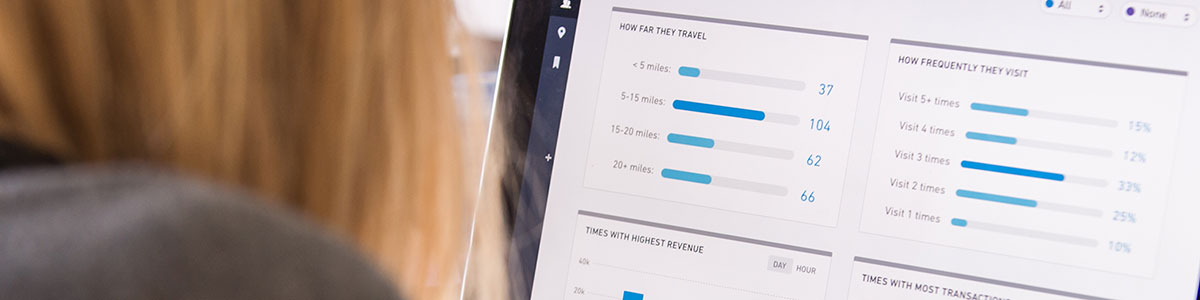 All
None
HOW FAR THEY TRAVEL
< 5 miles: 37
5-15 miles: 104
15-20 miles: 62
20+ miles: 66
HOW FREQUENTLY THEY VISIT
Visit 5+ times 15%
Visit 4 times 12%
Visit 3 times 33%
Visit 2 times 25%
Visit 1 times 10%
TIMES WITH HIGHEST REVENUE
DAY HOUR
40k
20k
TIMES WITH MOST